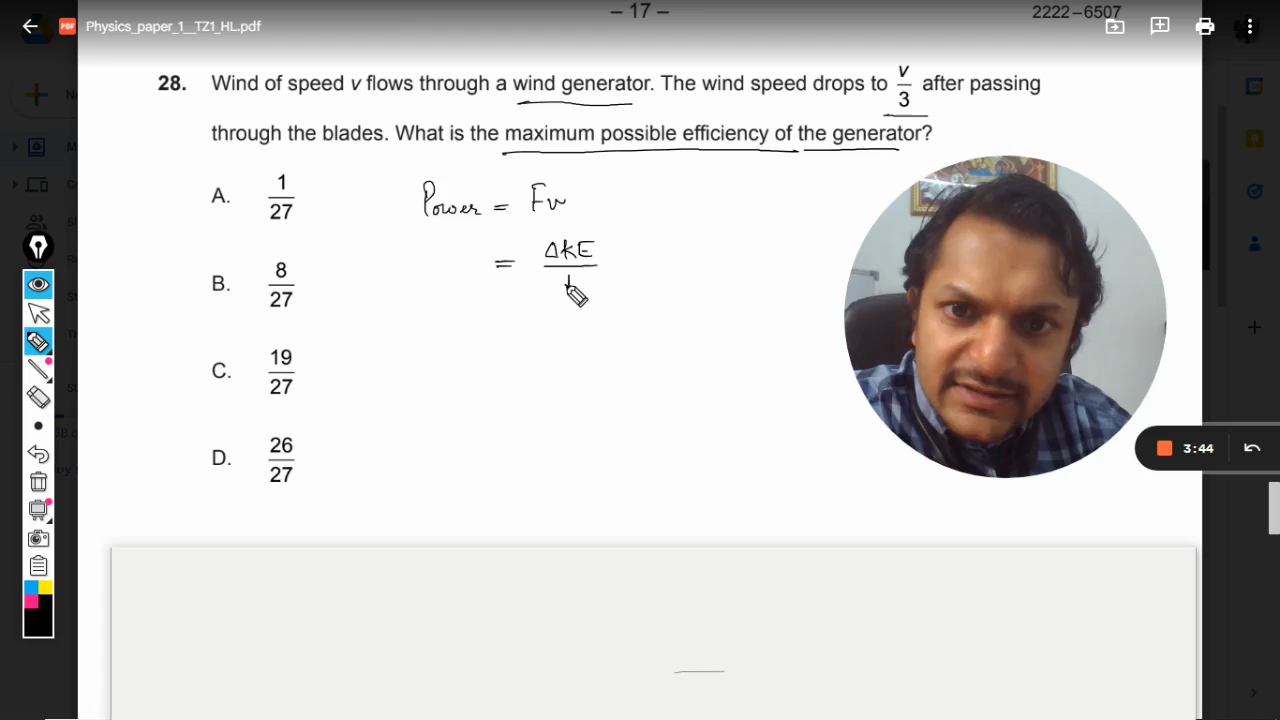 – 17 –
2222–6507
PDF
Physics_paper_1__TZ1_HL.pdf
28. Wind of speed v flows through a wind generator. The wind speed drops to v/3 after passing
through the blades. What is the maximum possible efficiency of the generator?
A. 1/27
Power = Fv
= ΔKE
B. 8/27
C. 19/27
D. 26/27
3:44